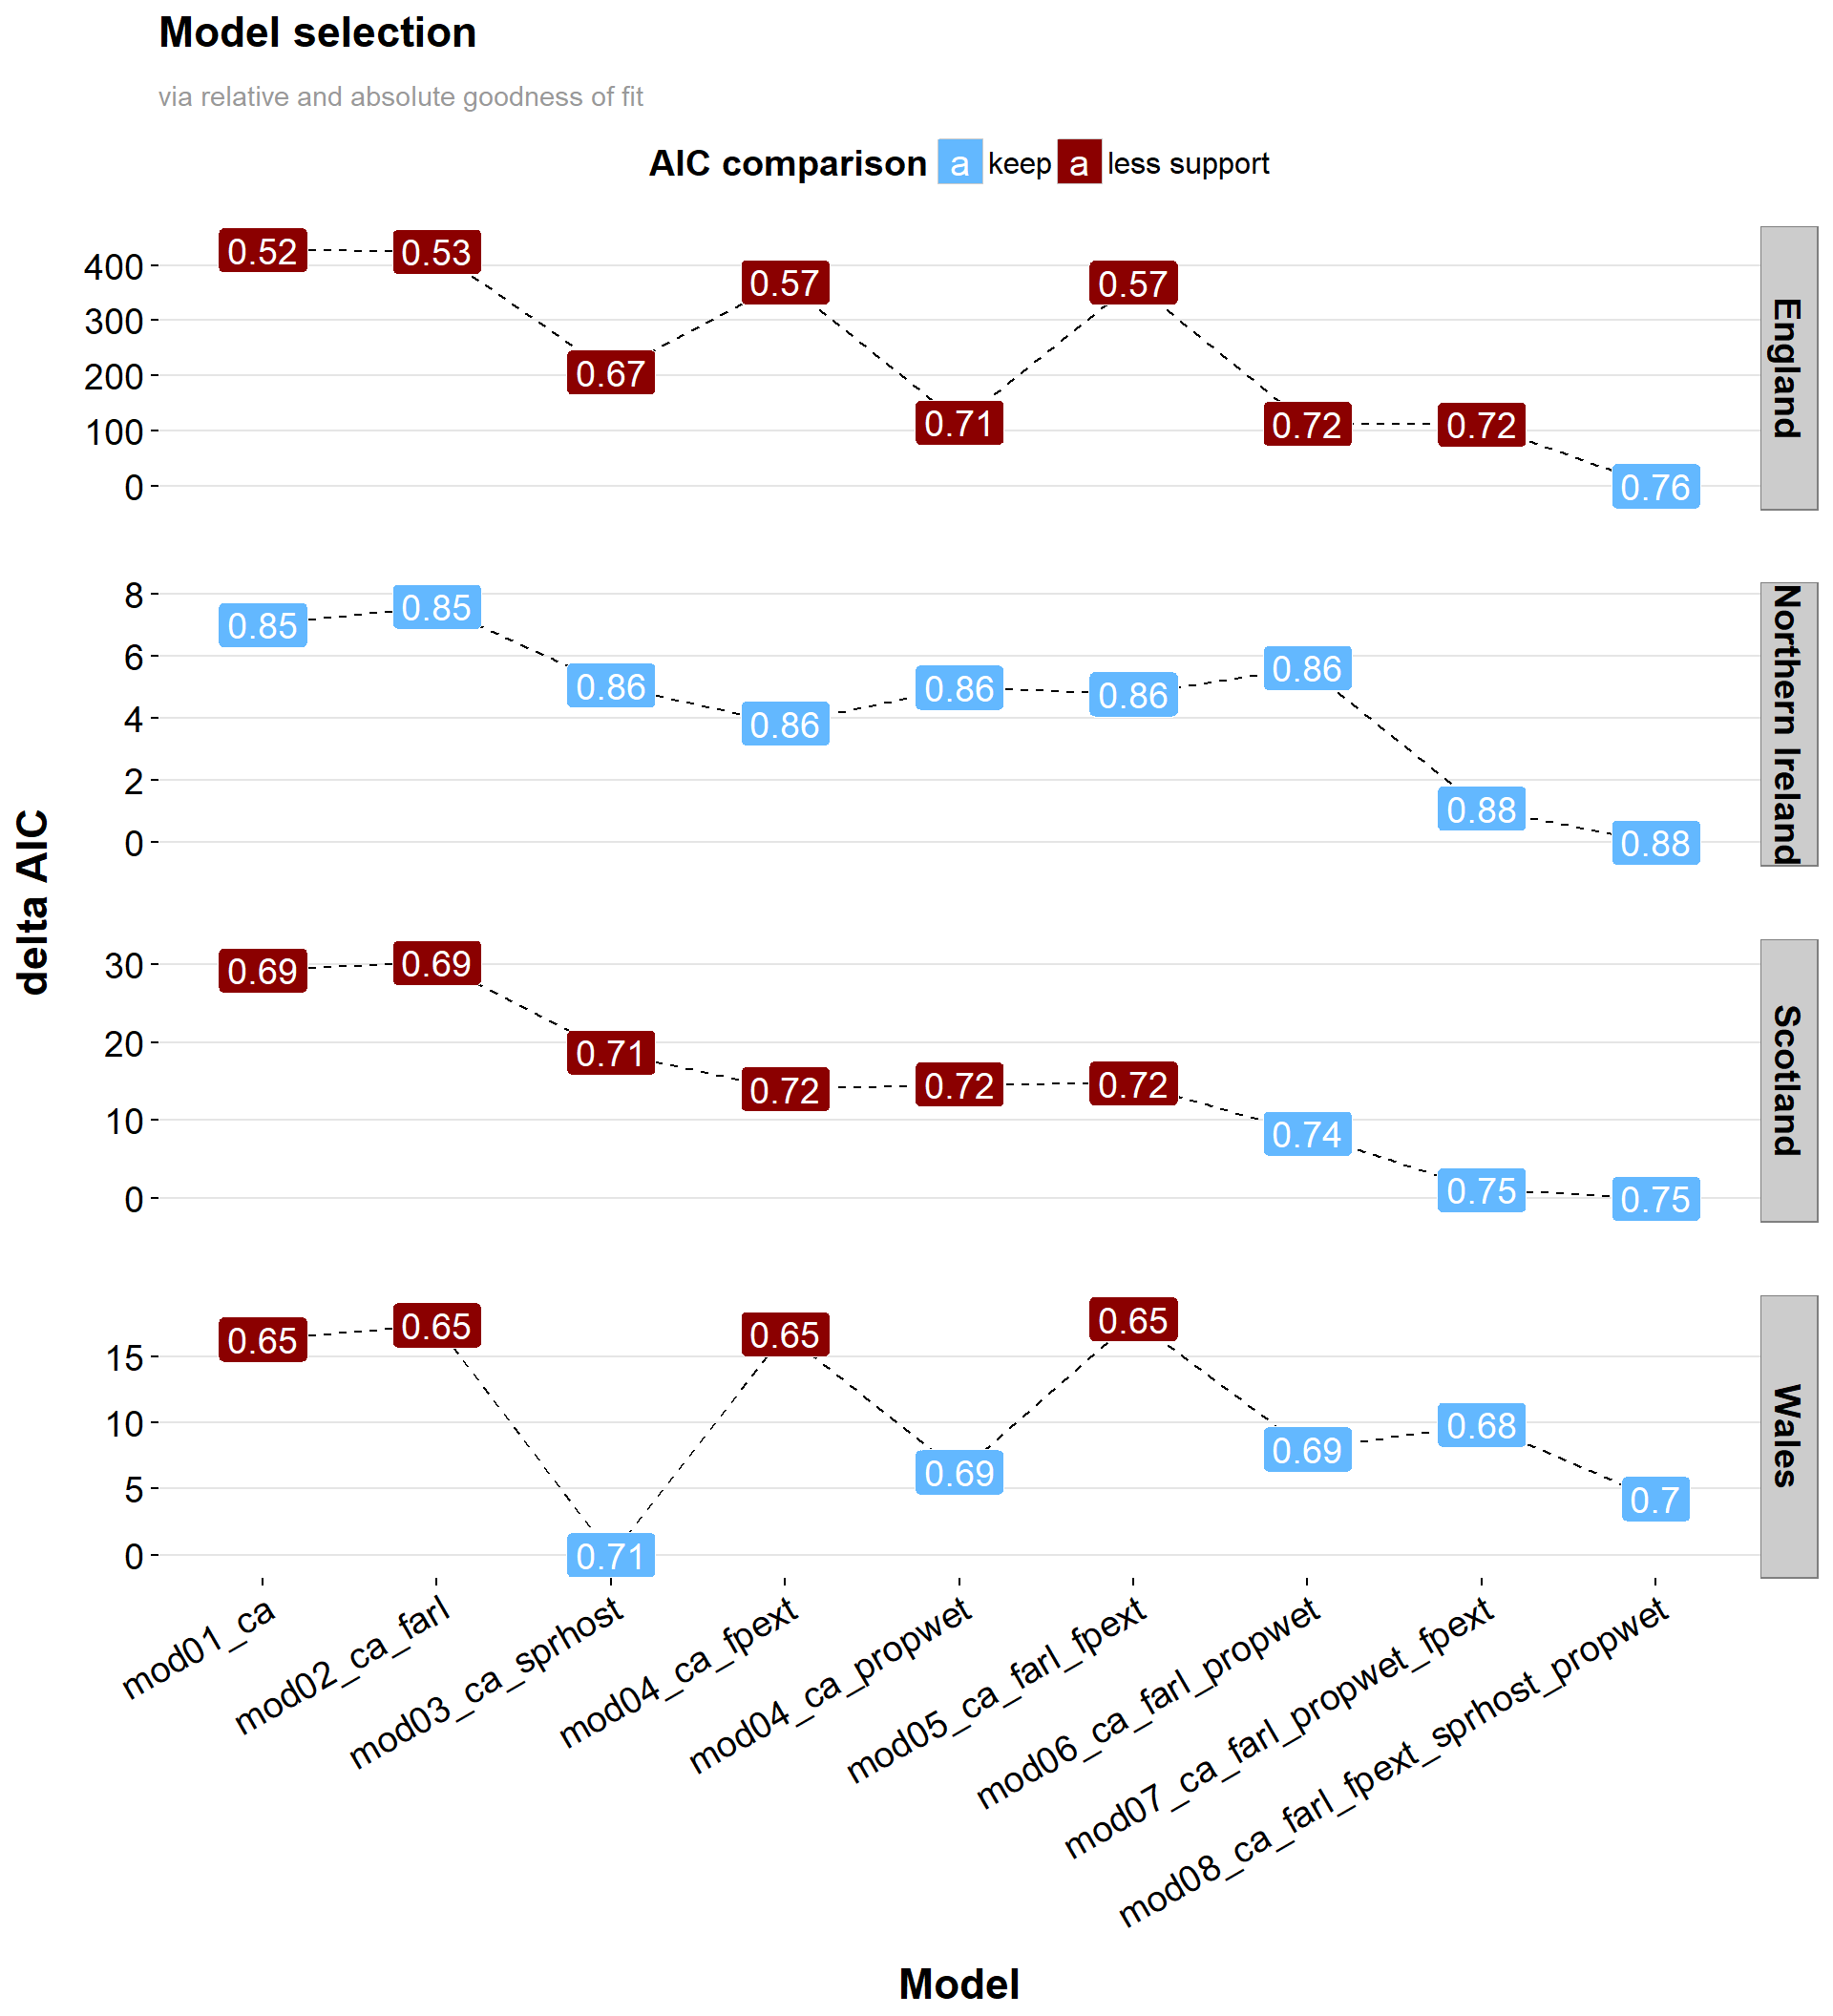 Model selection
via relative and absolute goodness of fit
AIC comparison a keep a less support
delta AIC
400
300
200
100
0
0.52 0.53 0.67 0.57 0.71 0.57 0.72 0.72 0.76
England
8
6
4
2
0
0.85 0.85 0.86 0.86 0.86 0.86 0.86 0.88 0.88
Northern Ireland
30
20
10
0
0.69 0.69 0.71 0.72 0.72 0.72 0.74 0.75 0.75
Scotland
15
10
5
0
0.65 0.65 0.71 0.65 0.69 0.65 0.69 0.68 0.7
Wales
mod01_ca
mod02_ca_farl
mod03_ca_sprhost
mod04_ca_fpext
mod04_ca_propwet
mod05_ca_farl_fpext
mod06_ca_farl_propwet
mod07_ca_farl_propwet_fpext
mod08_ca_farl_fpext_sprhost_propwet
Model